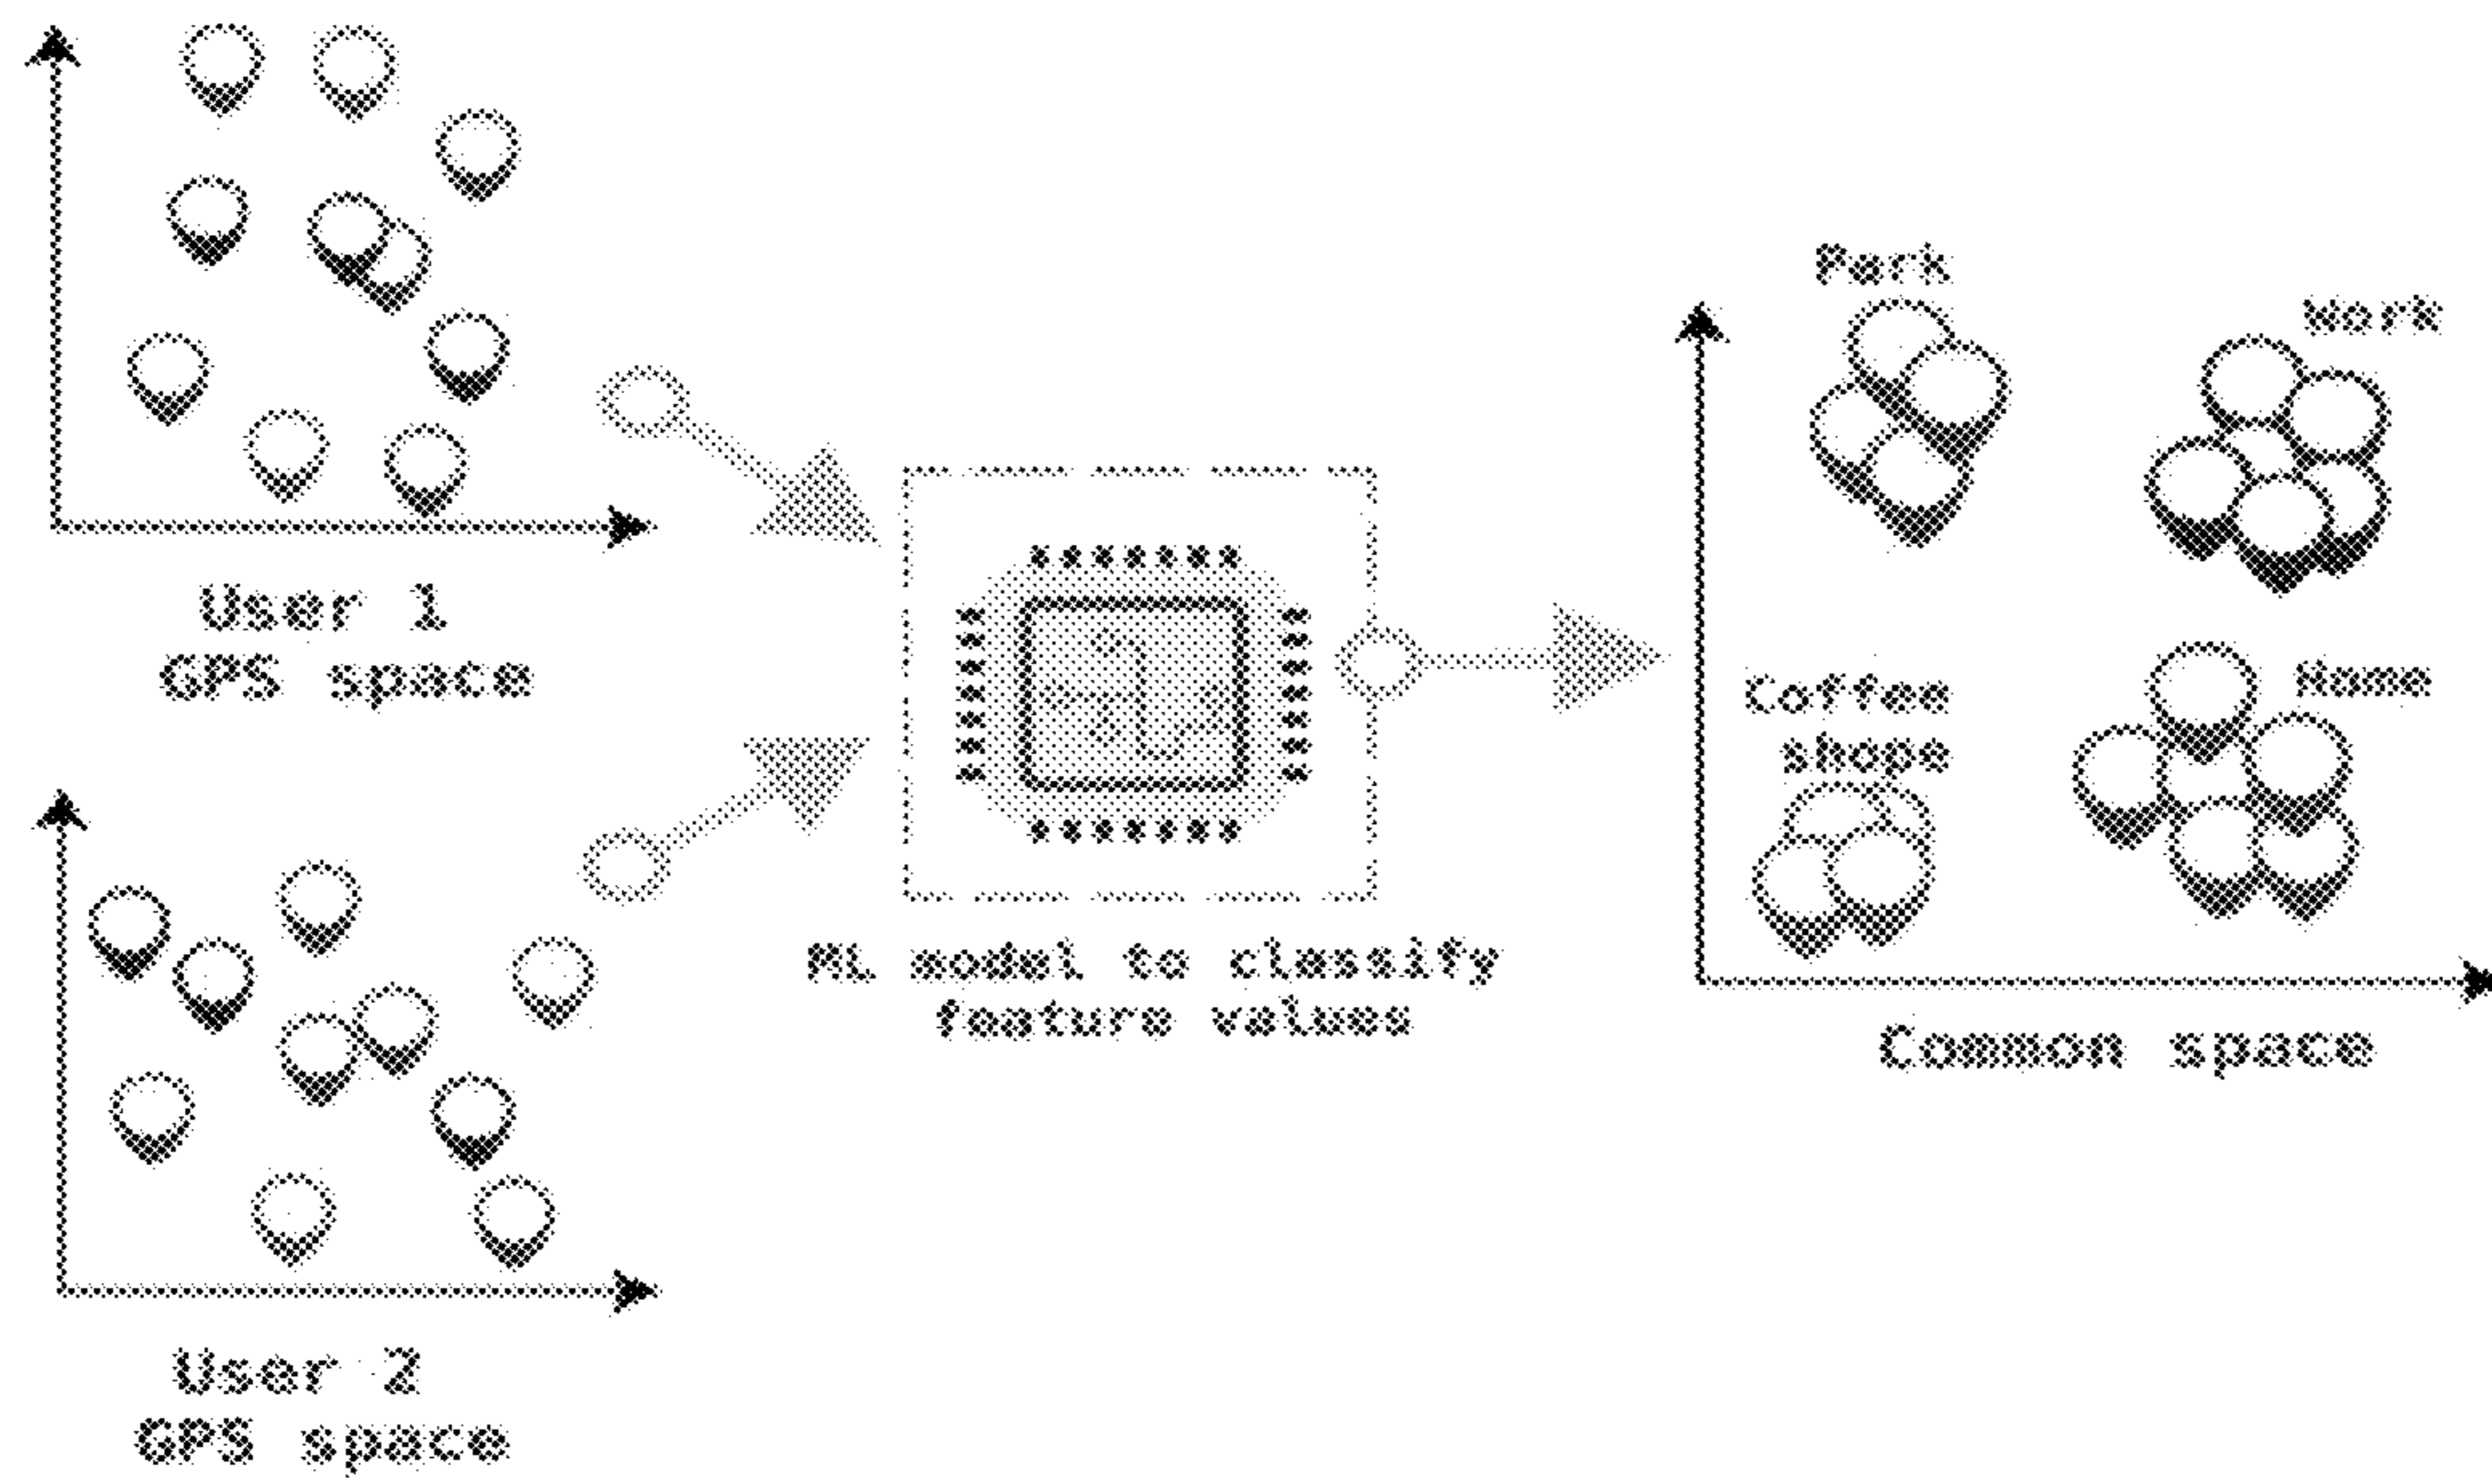 User 1
GPS space
User 2
GPS space
ML model to classify
feature values
Park
Work
Coffee
shops
Home
Common space